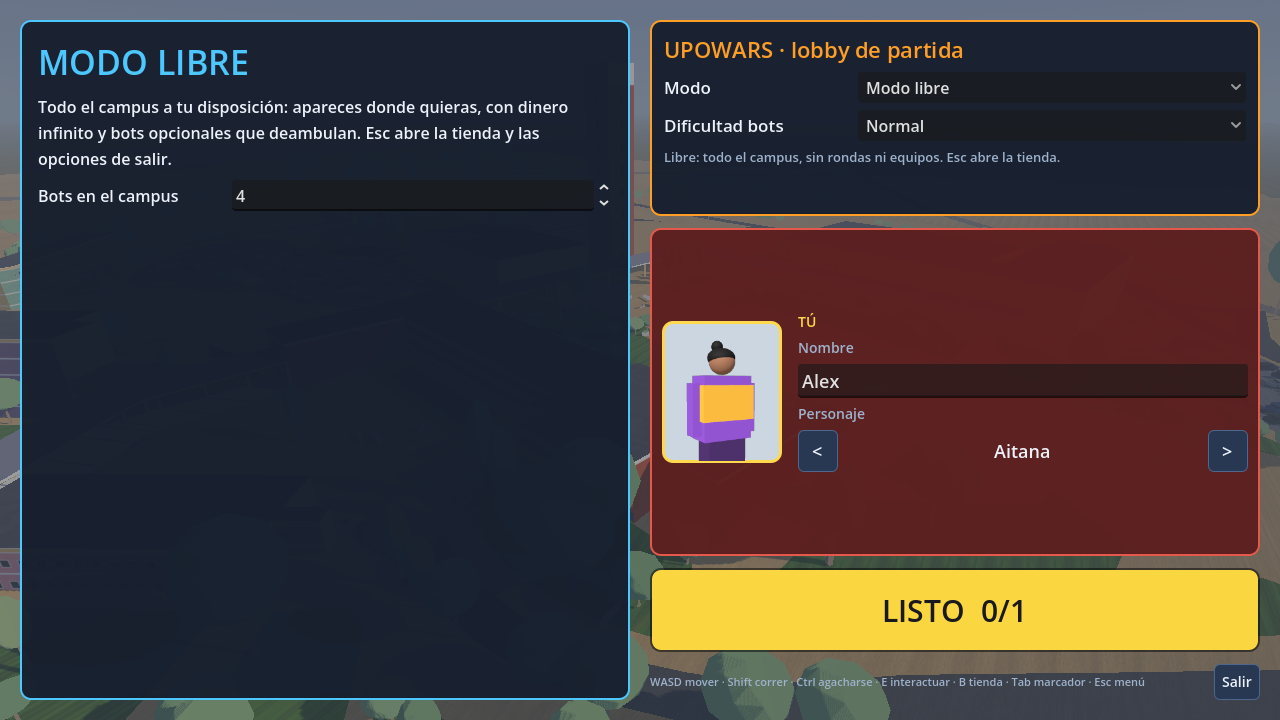 MODO LIBRE
Todo el campus a tu disposición: apareces donde quieras, con dinero
infinito y bots opcionales que deambulan. Esc abre la tienda y las
opciones de salir.
Bots en el campus 4
UPOWARS · lobby de partida
Modo Modo libre
Dificultad bots Normal
Libre: todo el campus, sin rondas ni equipos. Esc abre la tienda.
TÚ
Nombre
Alex
Personaje
< Aitana >
LISTO 0/1
WASD mover · Shift correr · Ctrl agacharse · E interactuar · B tienda · Tab marcador · Esc menú
Salir